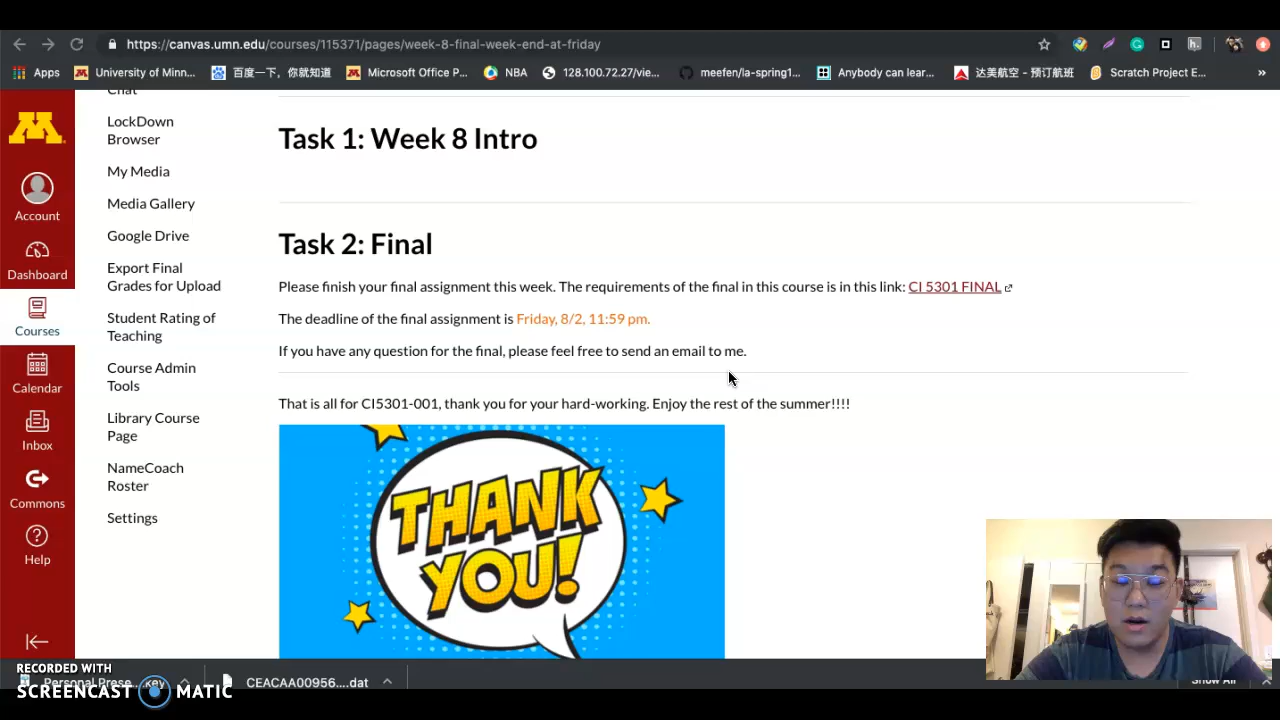 https://canvas.umn.edu/courses/115371/pages/week-8-final-week-end-at-friday
Apps
University of Minn...
百度一下，你就知道
Microsoft Office P...
NBA
128.100.72.27/vie...
meefen/la-spring1...
Anybody can lear...
达美航空 - 预订航班
Scratch Project E...
»
M
Account
Dashboard
Courses
Calendar
Inbox
Commons
Help
Chat
LockDown
Browser
My Media
Media Gallery
Google Drive
Export Final
Grades for Upload
Student Rating of
Teaching
Course Admin
Tools
Library Course
Page
NameCoach
Roster
Settings
Task 1: Week 8 Intro
Task 2: Final
Please finish your final assignment this week. The requirements of the final in this course is in this link: CI 5301 FINAL
The deadline of the final assignment is Friday, 8/2, 11:59 pm.
If you have any question for the final, please feel free to send an email to me.
That is all for CI5301-001, thank you for your hard-working. Enjoy the rest of the summer!!!!
THANK
YOU!
RECORDED WITH
SCREENCAST MATIC
Personal Prese...key
CEACAA00956....dat
Show All